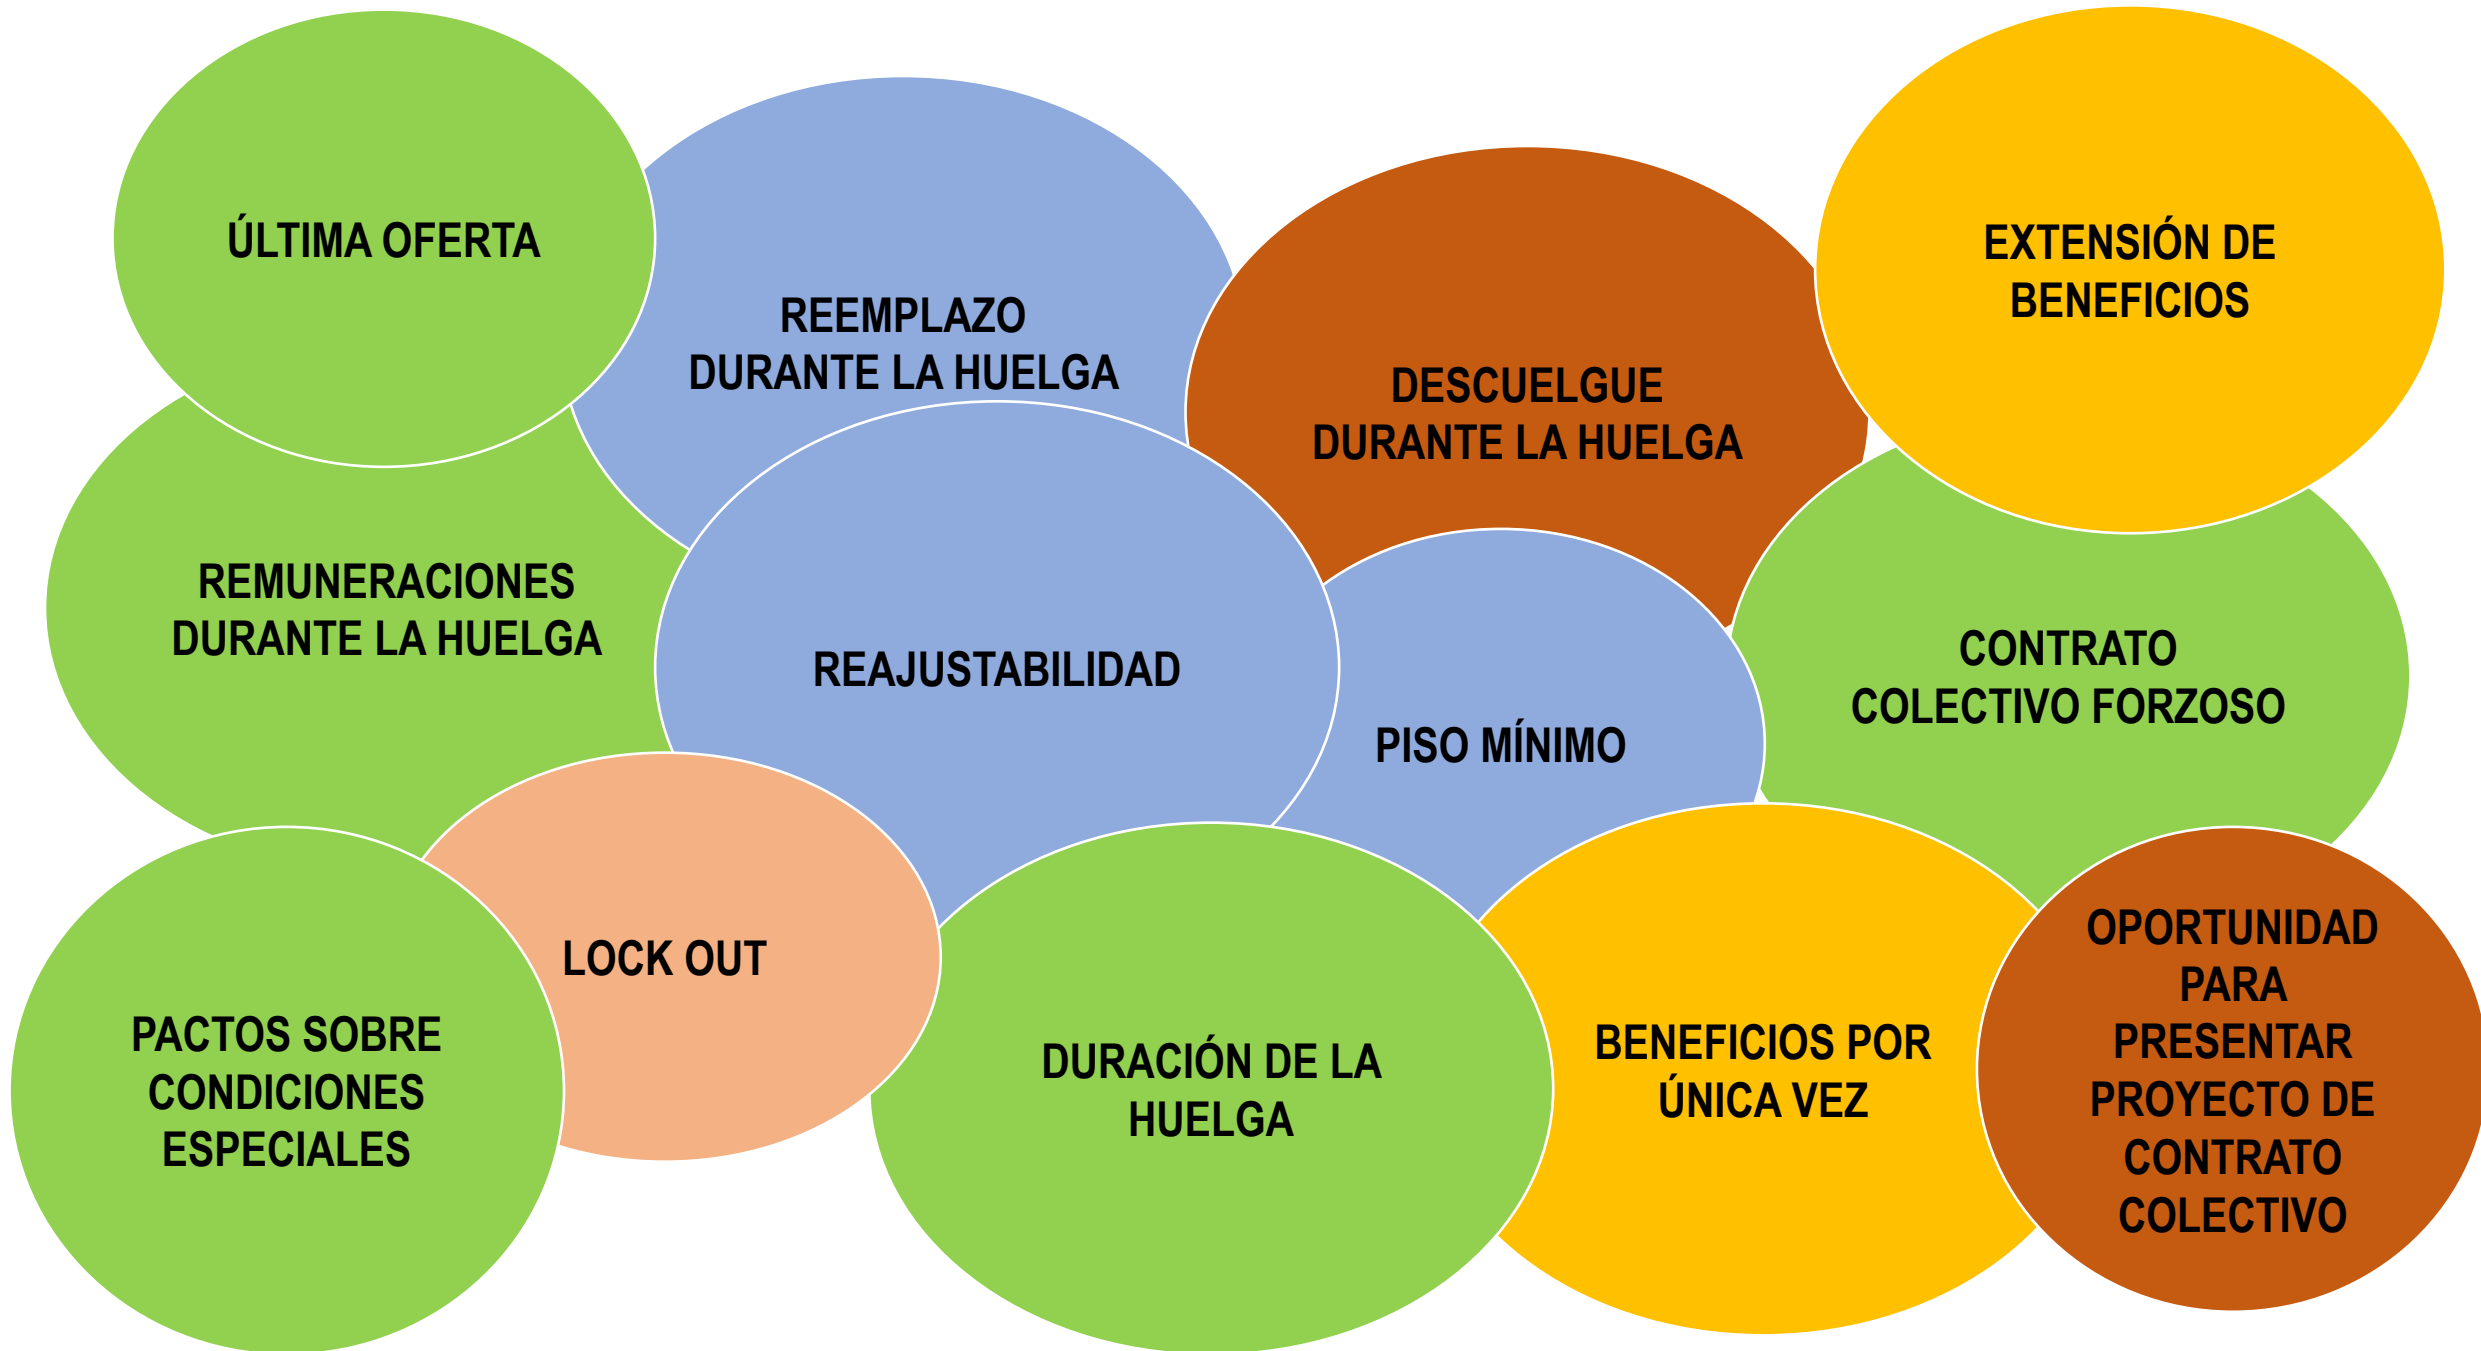 ÚLTIMA OFERTA
REEMPLAZO
DURANTE LA HUELGA
DESCUELGUE
DURANTE LA HUELGA
EXTENSIÓN DE
BENEFICIOS
REMUNERACIONES
DURANTE LA HUELGA
REAJUSTABILIDAD
PISO MÍNIMO
CONTRATO
COLECTIVO FORZOSO
LOCK OUT
PACTOS SOBRE
CONDICIONES
ESPECIALES
DURACIÓN DE LA
HUELGA
BENEFICIOS POR
ÚNICA VEZ
OPORTUNIDAD
PARA
PRESENTAR
PROYECTO DE
CONTRATO
COLECTIVO